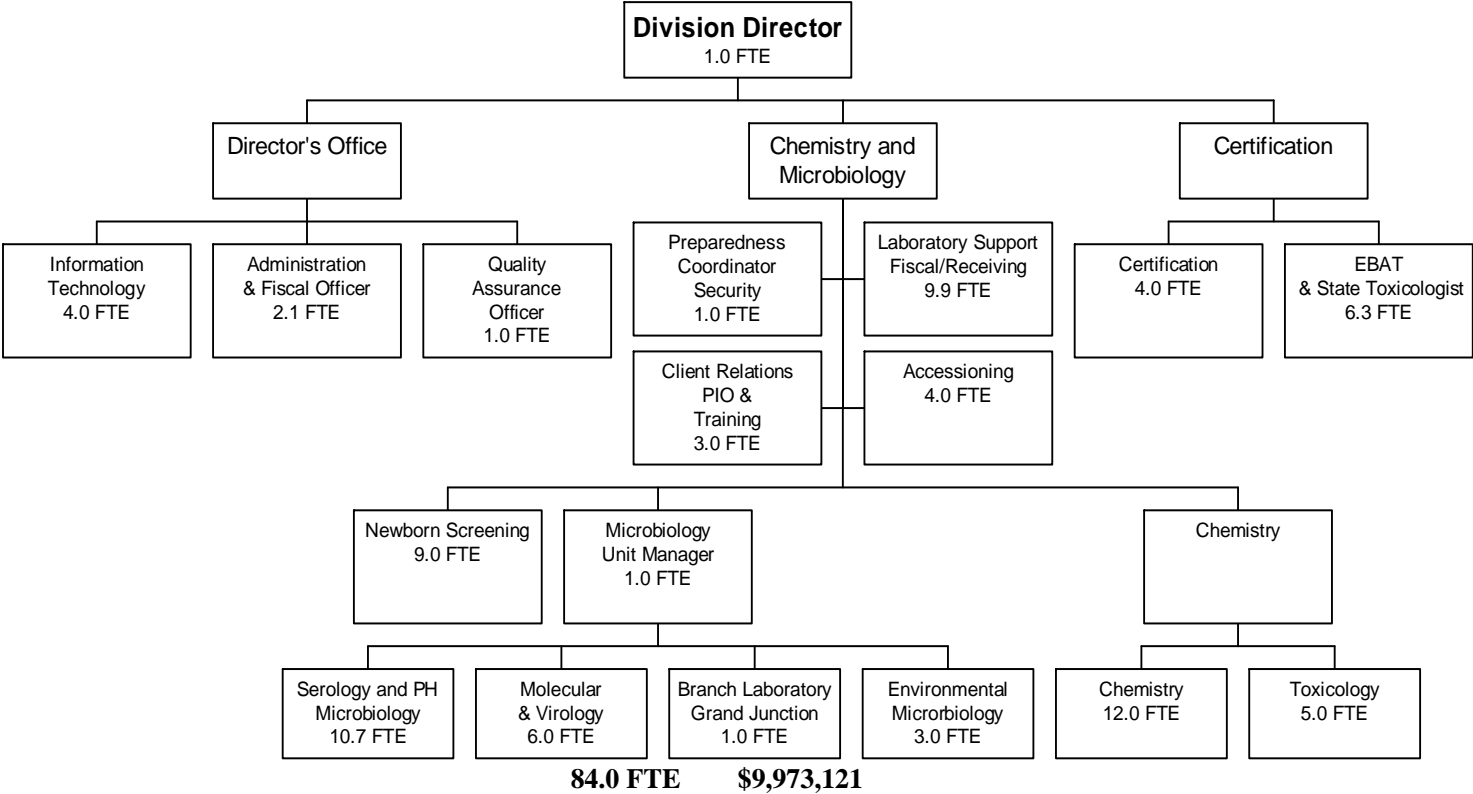 Division Director
1.0 FTE
Director's Office
Chemistry and
Microbiology
Certification
Information
Technology
4.0 FTE
Administration
& Fiscal Officer
2.1 FTE
Quality
Assurance
Officer
1.0 FTE
Preparedness
Coordinator
Security
1.0 FTE
Laboratory Support
Fiscal/Receiving
9.9 FTE
Certification
4.0 FTE
EBAT
& State Toxicologist
6.3 FTE
Client Relations
PIO &
Training
3.0 FTE
Accessioning
4.0 FTE
Newborn Screening
9.0 FTE
Microbiology
Unit Manager
1.0 FTE
Chemistry
Serology and PH
Microbiology
10.7 FTE
Molecular
& Virology
6.0 FTE
Branch Laboratory
Grand Junction
1.0 FTE
Environmental
Microrbiology
3.0 FTE
Chemistry
12.0 FTE
Toxicology
5.0 FTE
84.0 FTE $9,973,121